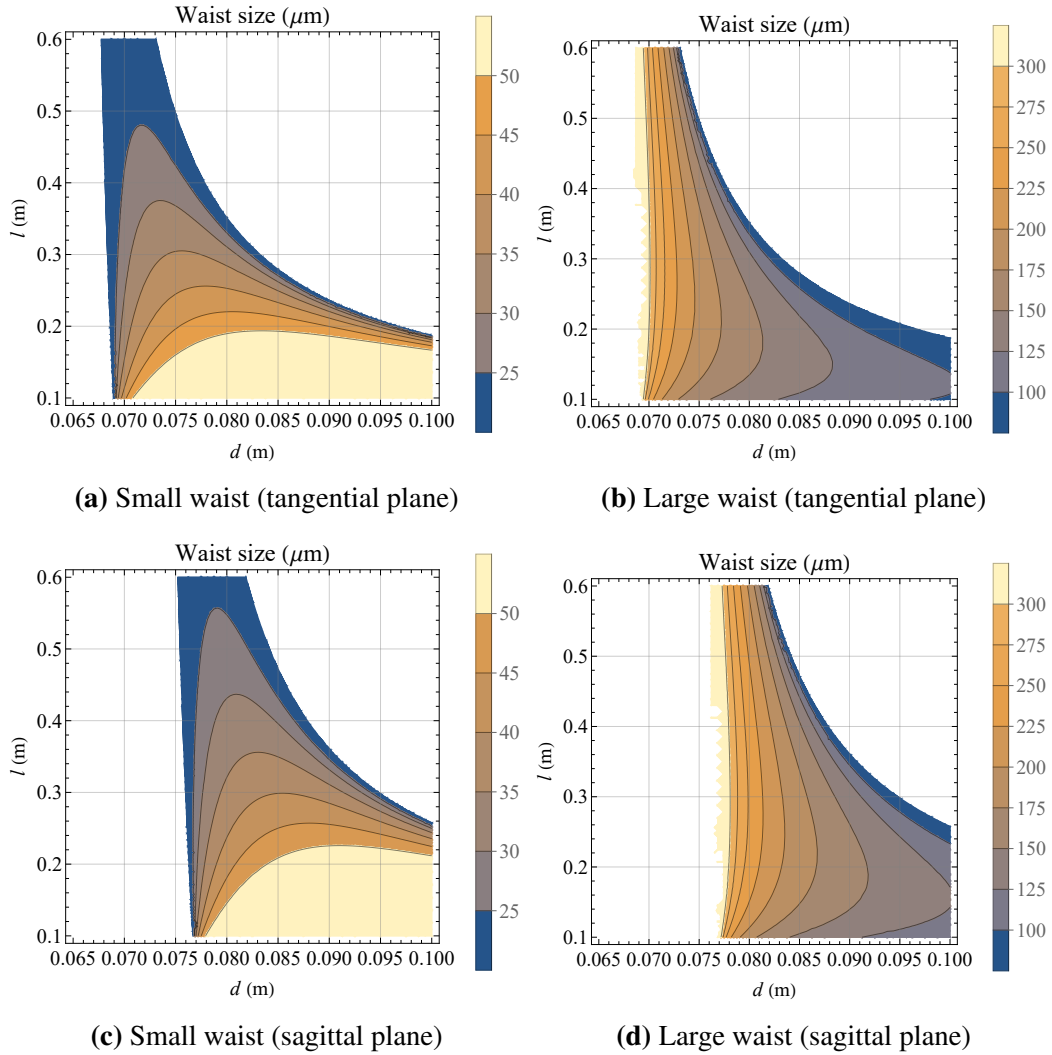 Waist size (μm)
0.6
0.5
0.4
0.3
0.2
0.1
l (m)
0.065 0.070 0.075 0.080 0.085 0.090 0.095 0.100
d (m)
50
45
40
35
30
25
(a) Small waist (tangential plane)
Waist size (μm)
0.6
0.5
0.4
0.3
0.2
0.1
l (m)
0.065 0.070 0.075 0.080 0.085 0.090 0.095 0.100
d (m)
300
275
250
225
200
175
150
125
100
(b) Large waist (tangential plane)
Waist size (μm)
0.6
0.5
0.4
0.3
0.2
0.1
l (m)
0.065 0.070 0.075 0.080 0.085 0.090 0.095 0.100
d (m)
50
45
40
35
30
25
(c) Small waist (sagittal plane)
Waist size (μm)
0.6
0.5
0.4
0.3
0.2
0.1
l (m)
0.065 0.070 0.075 0.080 0.085 0.090 0.095 0.100
d (m)
300
275
250
225
200
175
150
125
100
(d) Large waist (sagittal plane)